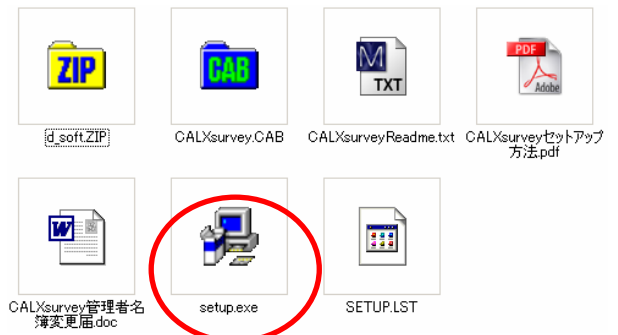 ZIP
CAB
M
TXT
PDF
Adobe
d_soft.ZIP
CALXsurvey.CAB
CALXsurveyReadme.txt
CALXsurveyセットアップ
方法.pdf
W
CALXsurvey管理者名
簿変更届.doc
setup.exe
SETUP.LST